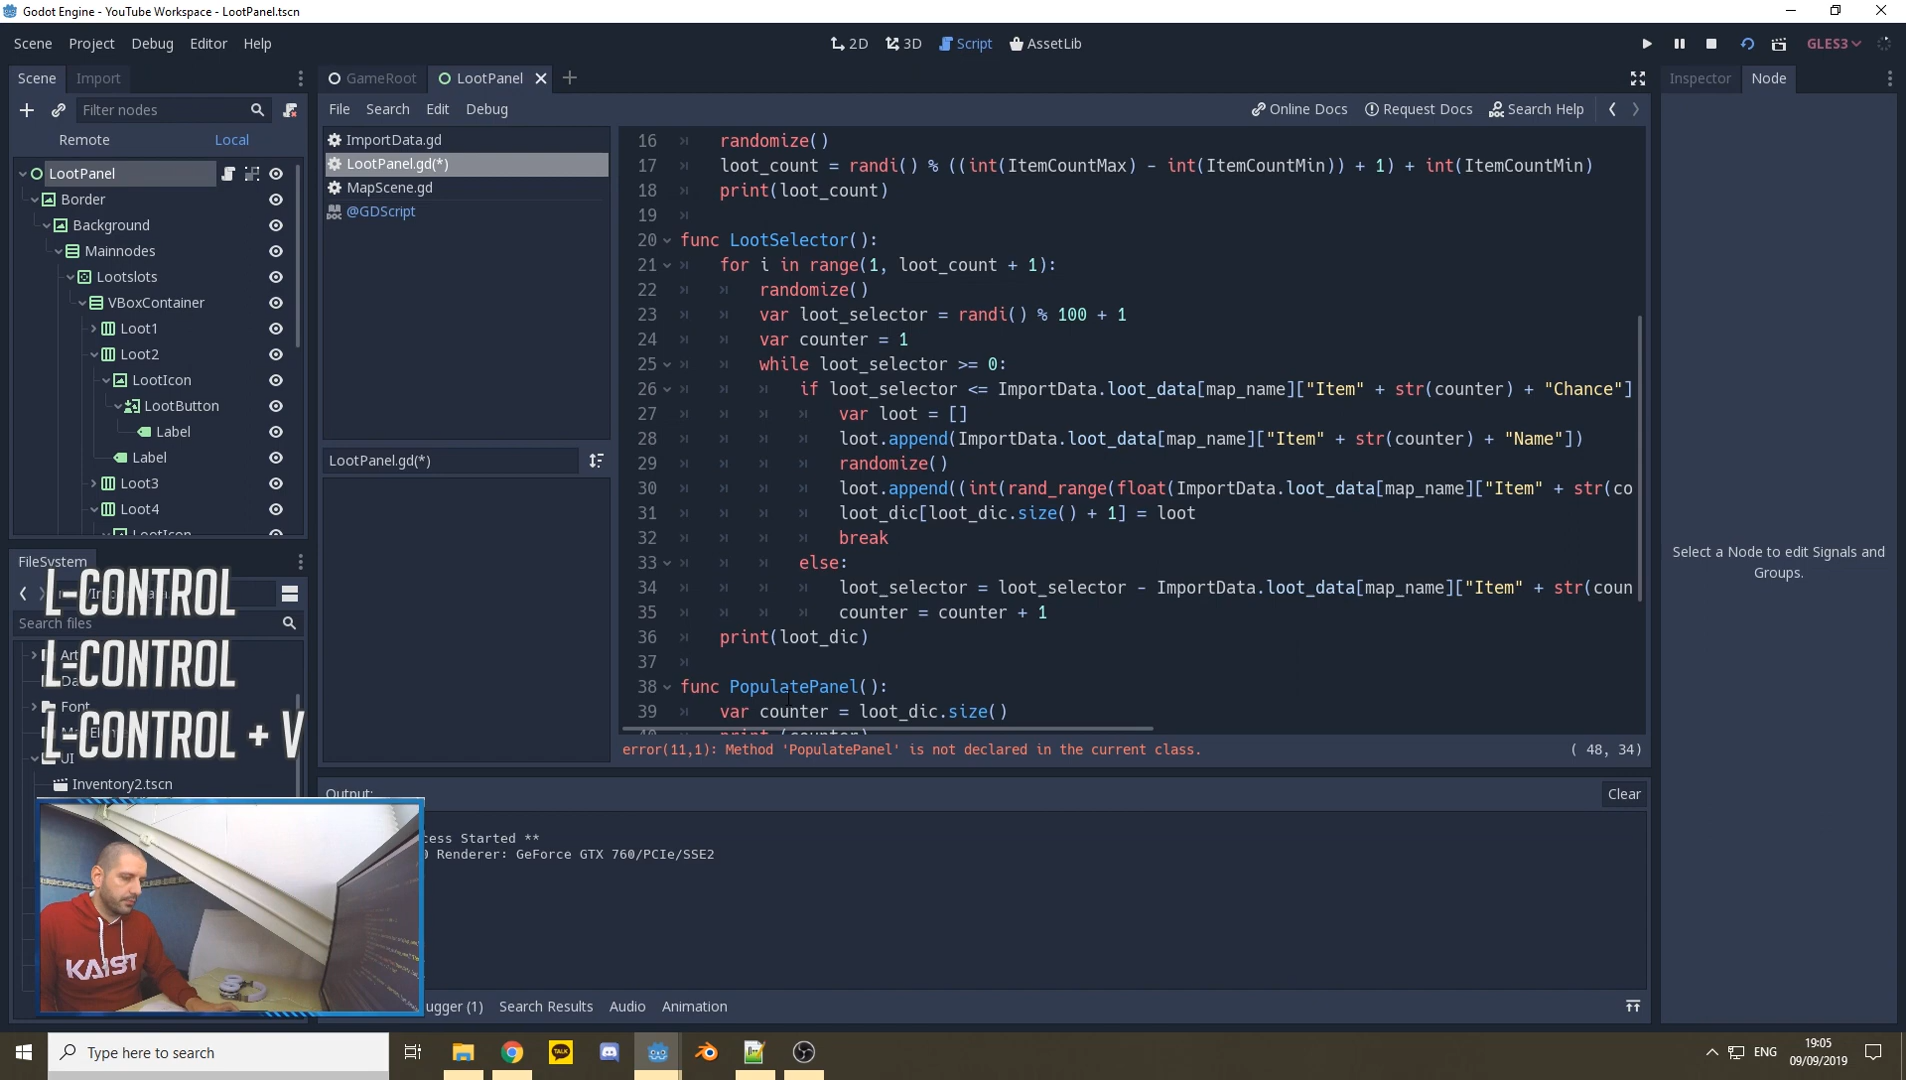 Godot Engine - YouTube Workspace - LootPanel.tscn
Scene Project Debug Editor Help
2D 3D Script AssetLib
GLES3
Scene Import
GameRoot LootPanel
Inspector Node
Filter nodes
File Search Edit Debug
Online Docs Request Docs Search Help
Remote Local
LootPanel
Border
Background
Mainnodes
Lootslots
VBoxContainer
Loot1
Loot2
LootIcon
LootButton
Label
Label
Loot3
Loot4
LootIcon
ImportData.gd
LootPanel.gd(*)
MapScene.gd
@GDScript
LootPanel.gd(*)
16 randomize()
17 loot_count = randi() % ((int(ItemCountMax) - int(ItemCountMin)) + 1) + int(ItemCountMin)
18 print(loot_count)
19
20 func LootSelector():
21 for i in range(1, loot_count + 1):
22 randomize()
23 var loot_selector = randi() % 100 + 1
24 var counter = 1
25 while loot_selector >= 0:
26 if loot_selector <= ImportData.loot_data[map_name]["Item" + str(counter) + "Chance"]
27 var loot = []
28 loot.append(ImportData.loot_data[map_name]["Item" + str(counter) + "Name"])
29 randomize()
30 loot.append((int(rand_range(float(ImportData.loot_data[map_name]["Item" + str(co
31 loot_dic[loot_dic.size() + 1] = loot
32 break
33 else:
34 loot_selector = loot_selector - ImportData.loot_data[map_name]["Item" + str(coun
35 counter = counter + 1
36 print(loot_dic)
37
38 func PopulatePanel():
39 var counter = loot_dic.size()
40 print (counter)
error(11,1): Method 'PopulatePanel' is not declared in the current class.
( 48, 34)
Select a Node to edit Signals and
Groups.
FileSystem
Search files
Font
UI
Inventory2.tscn
L-CONTROL
L-CONTROL
L-CONTROL + V
Output:
Clear
cess Started **
0 Renderer: GeForce GTX 760/PCIe/SSE2
ugger (1) Search Results Audio Animation
KAIST
Type here to search
TALK
ENG
19:05
09/09/2019